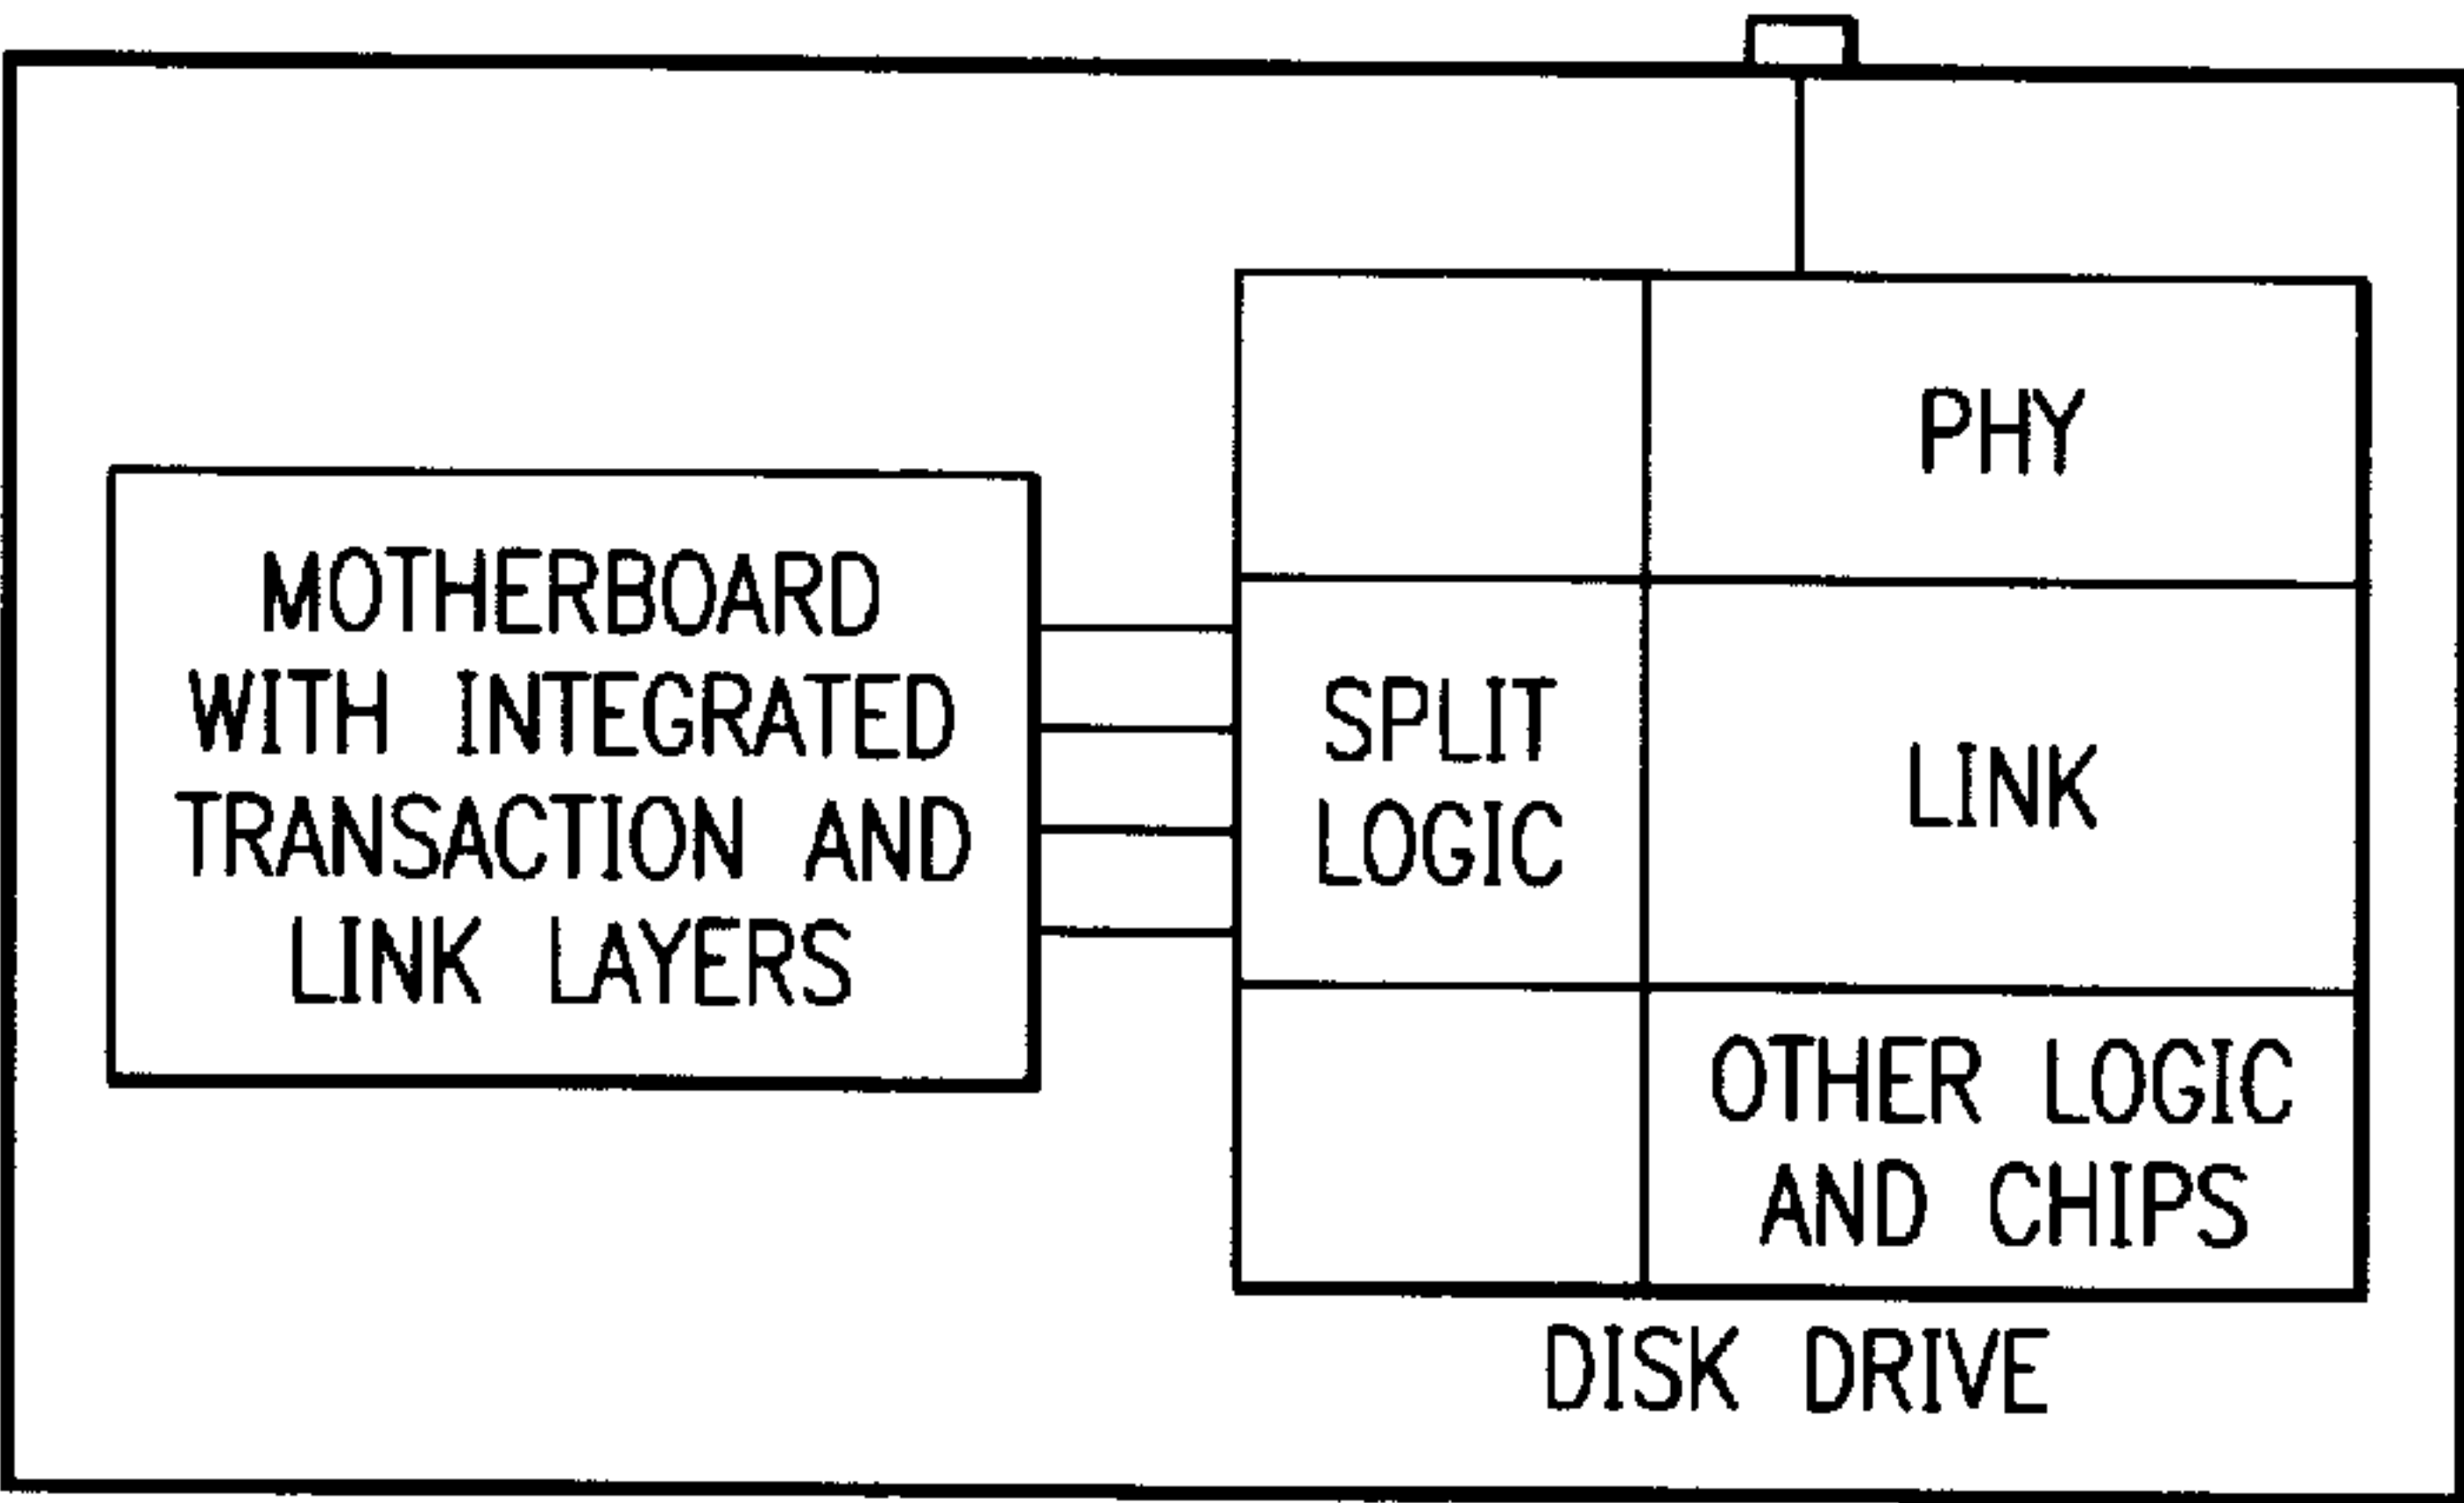 MOTHERBOARD
WITH INTEGRATED
TRANSACTION AND
LINK LAYERS
SPLIT
LOGIC
PHY
LINK
OTHER LOGIC
AND CHIPS
DISK DRIVE